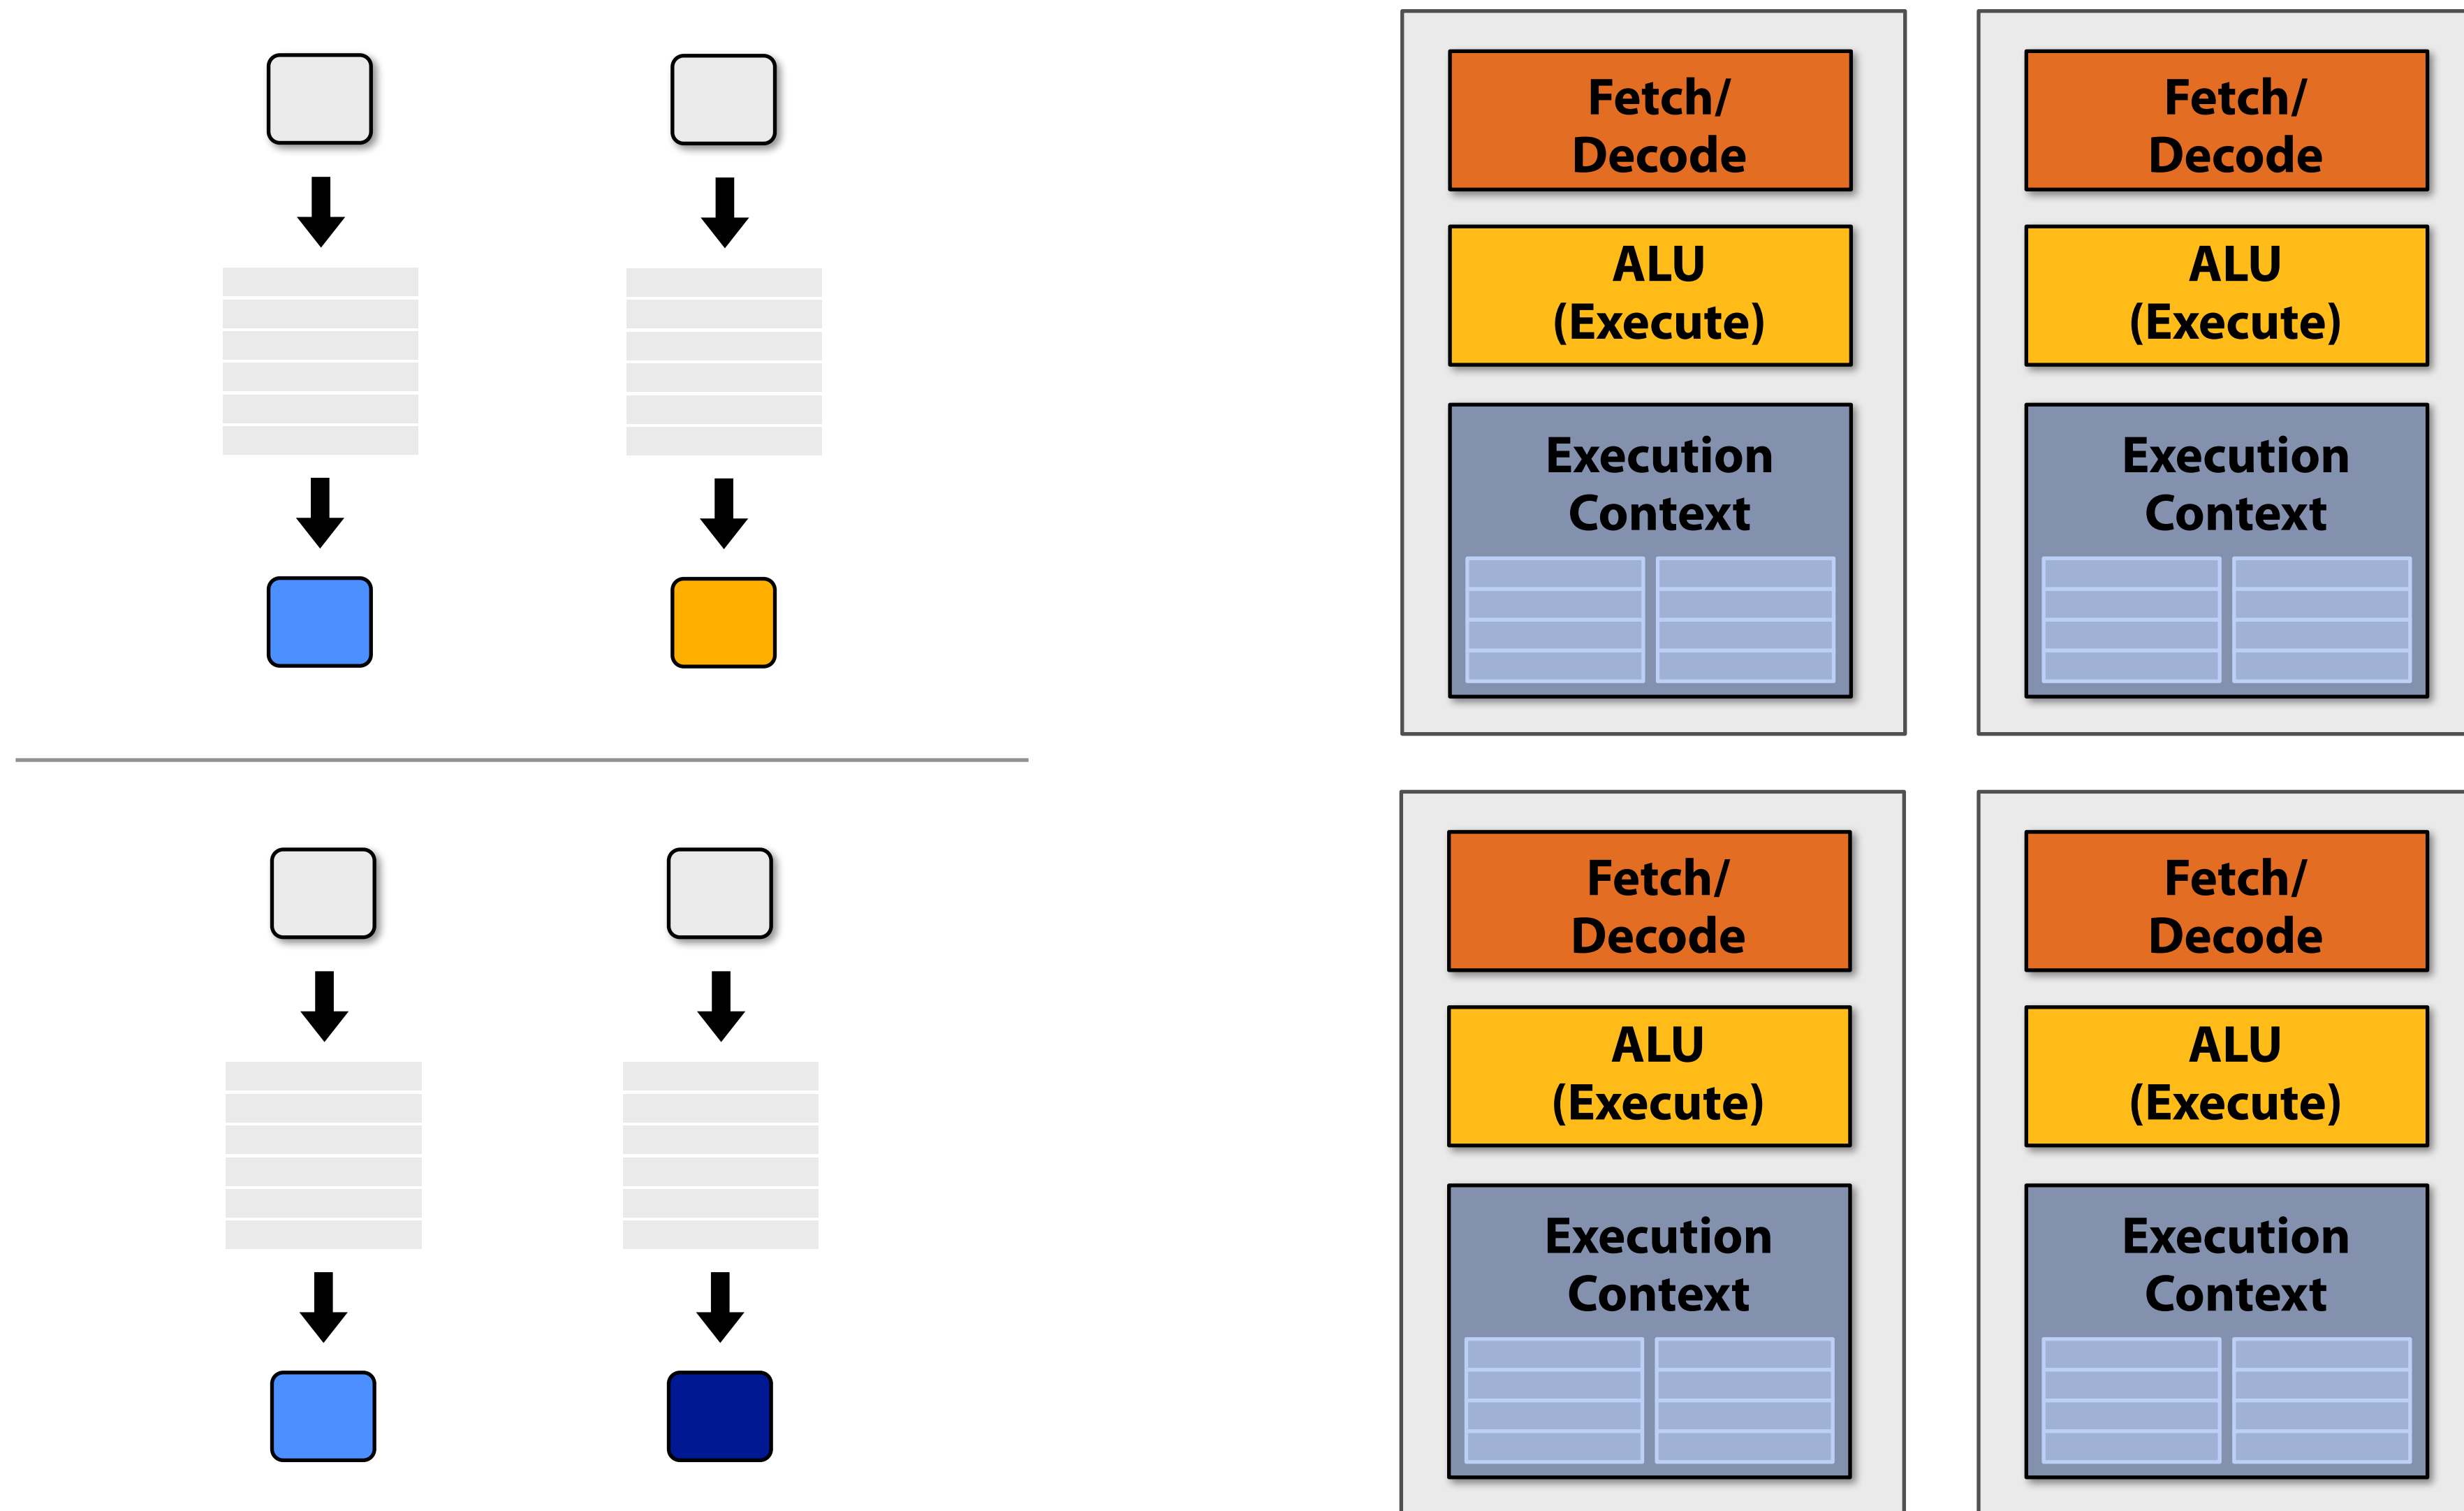 Fetch/
Decode
ALU
(Execute)
Execution
Context
Fetch/
Decode
ALU
(Execute)
Execution
Context
Fetch/
Decode
ALU
(Execute)
Execution
Context
Fetch/
Decode
ALU
(Execute)
Execution
Context